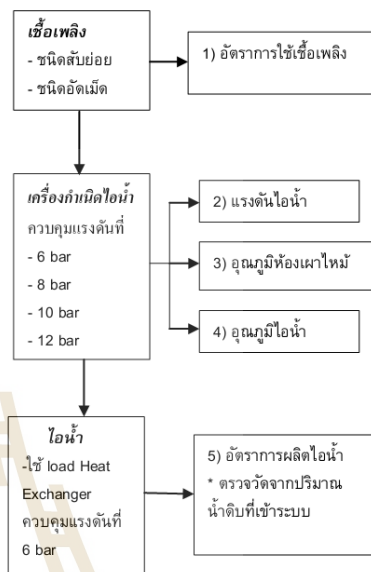 เชื้อเพลิง
- ชนิดสับย่อย
- ชนิดอัดเม็ด
1) อัตราการใช้เชื้อเพลิง
เครื่องกำเนิดไอน้ำ
ควบคุมแรงดันที่
- 6 bar
- 8 bar
- 10 bar
- 12 bar
2) แรงดันไอน้ำ
3) อุณภูมิห้องเผาไหม้
4) อุณภูมิไอน้ำ
ไอน้ำ
-ใช้ load Heat
Exchanger
ควบคุมแรงดันที่
6 bar
5) อัตราการผลิตไอน้ำ
* ตรวจวัดจากปริมาณ
น้ำดิบที่เข้าระบบ